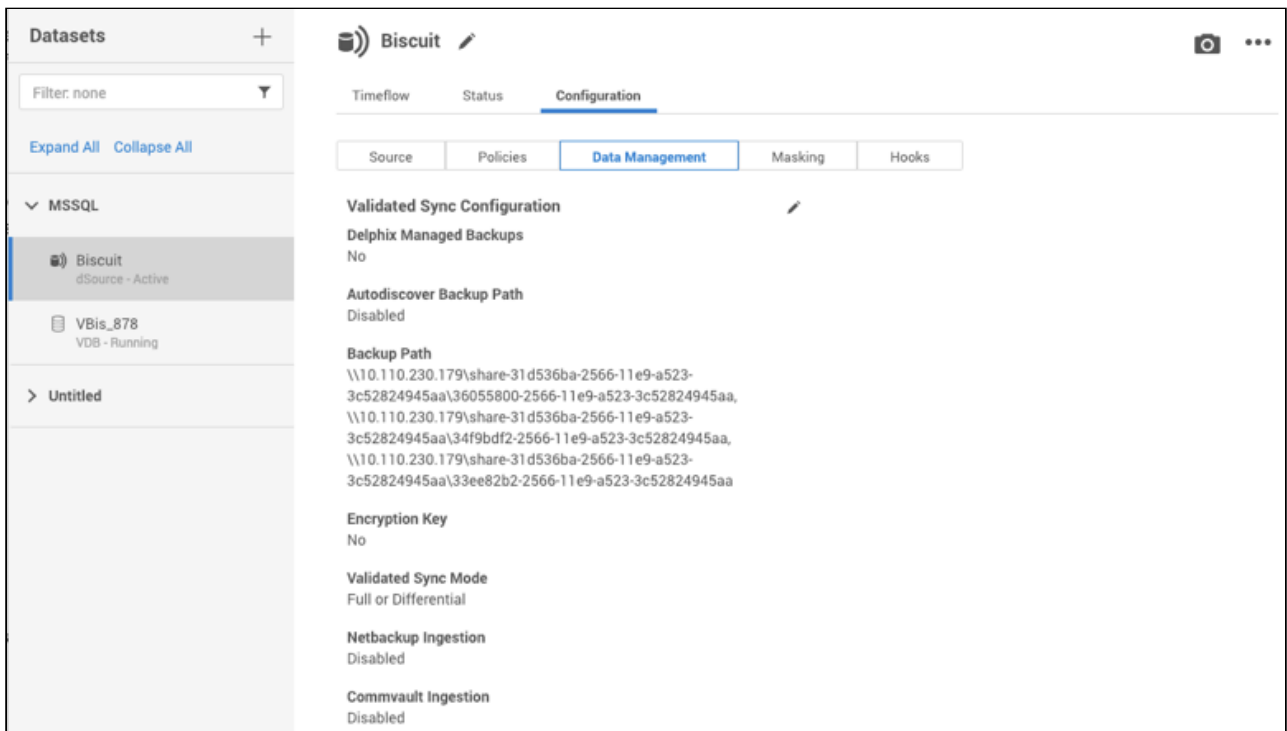 Datasets
Filter: none
Expand All Collapse All
MSSQL
Biscuit
dSource - Active
VBis_878
VDB - Running
Untitled
Biscuit
Timeflow Status Configuration
Source Policies Data Management Masking Hooks
Validated Sync Configuration
Delphix Managed Backups
No
Autodiscover Backup Path
Disabled
Backup Path
\\10.110.230.179\share-31d536ba-2566-11e9-a523-
3c52824945aa\36055800-2566-11e9-a523-3c52824945aa,
\\10.110.230.179\share-31d536ba-2566-11e9-a523-
3c52824945aa\34f9bdf2-2566-11e9-a523-3c52824945aa,
\\10.110.230.179\share-31d536ba-2566-11e9-a523-
3c52824945aa\33ee82b2-2566-11e9-a523-3c52824945aa
Encryption Key
No
Validated Sync Mode
Full or Differential
Netbackup Ingestion
Disabled
Commvault Ingestion
Disabled